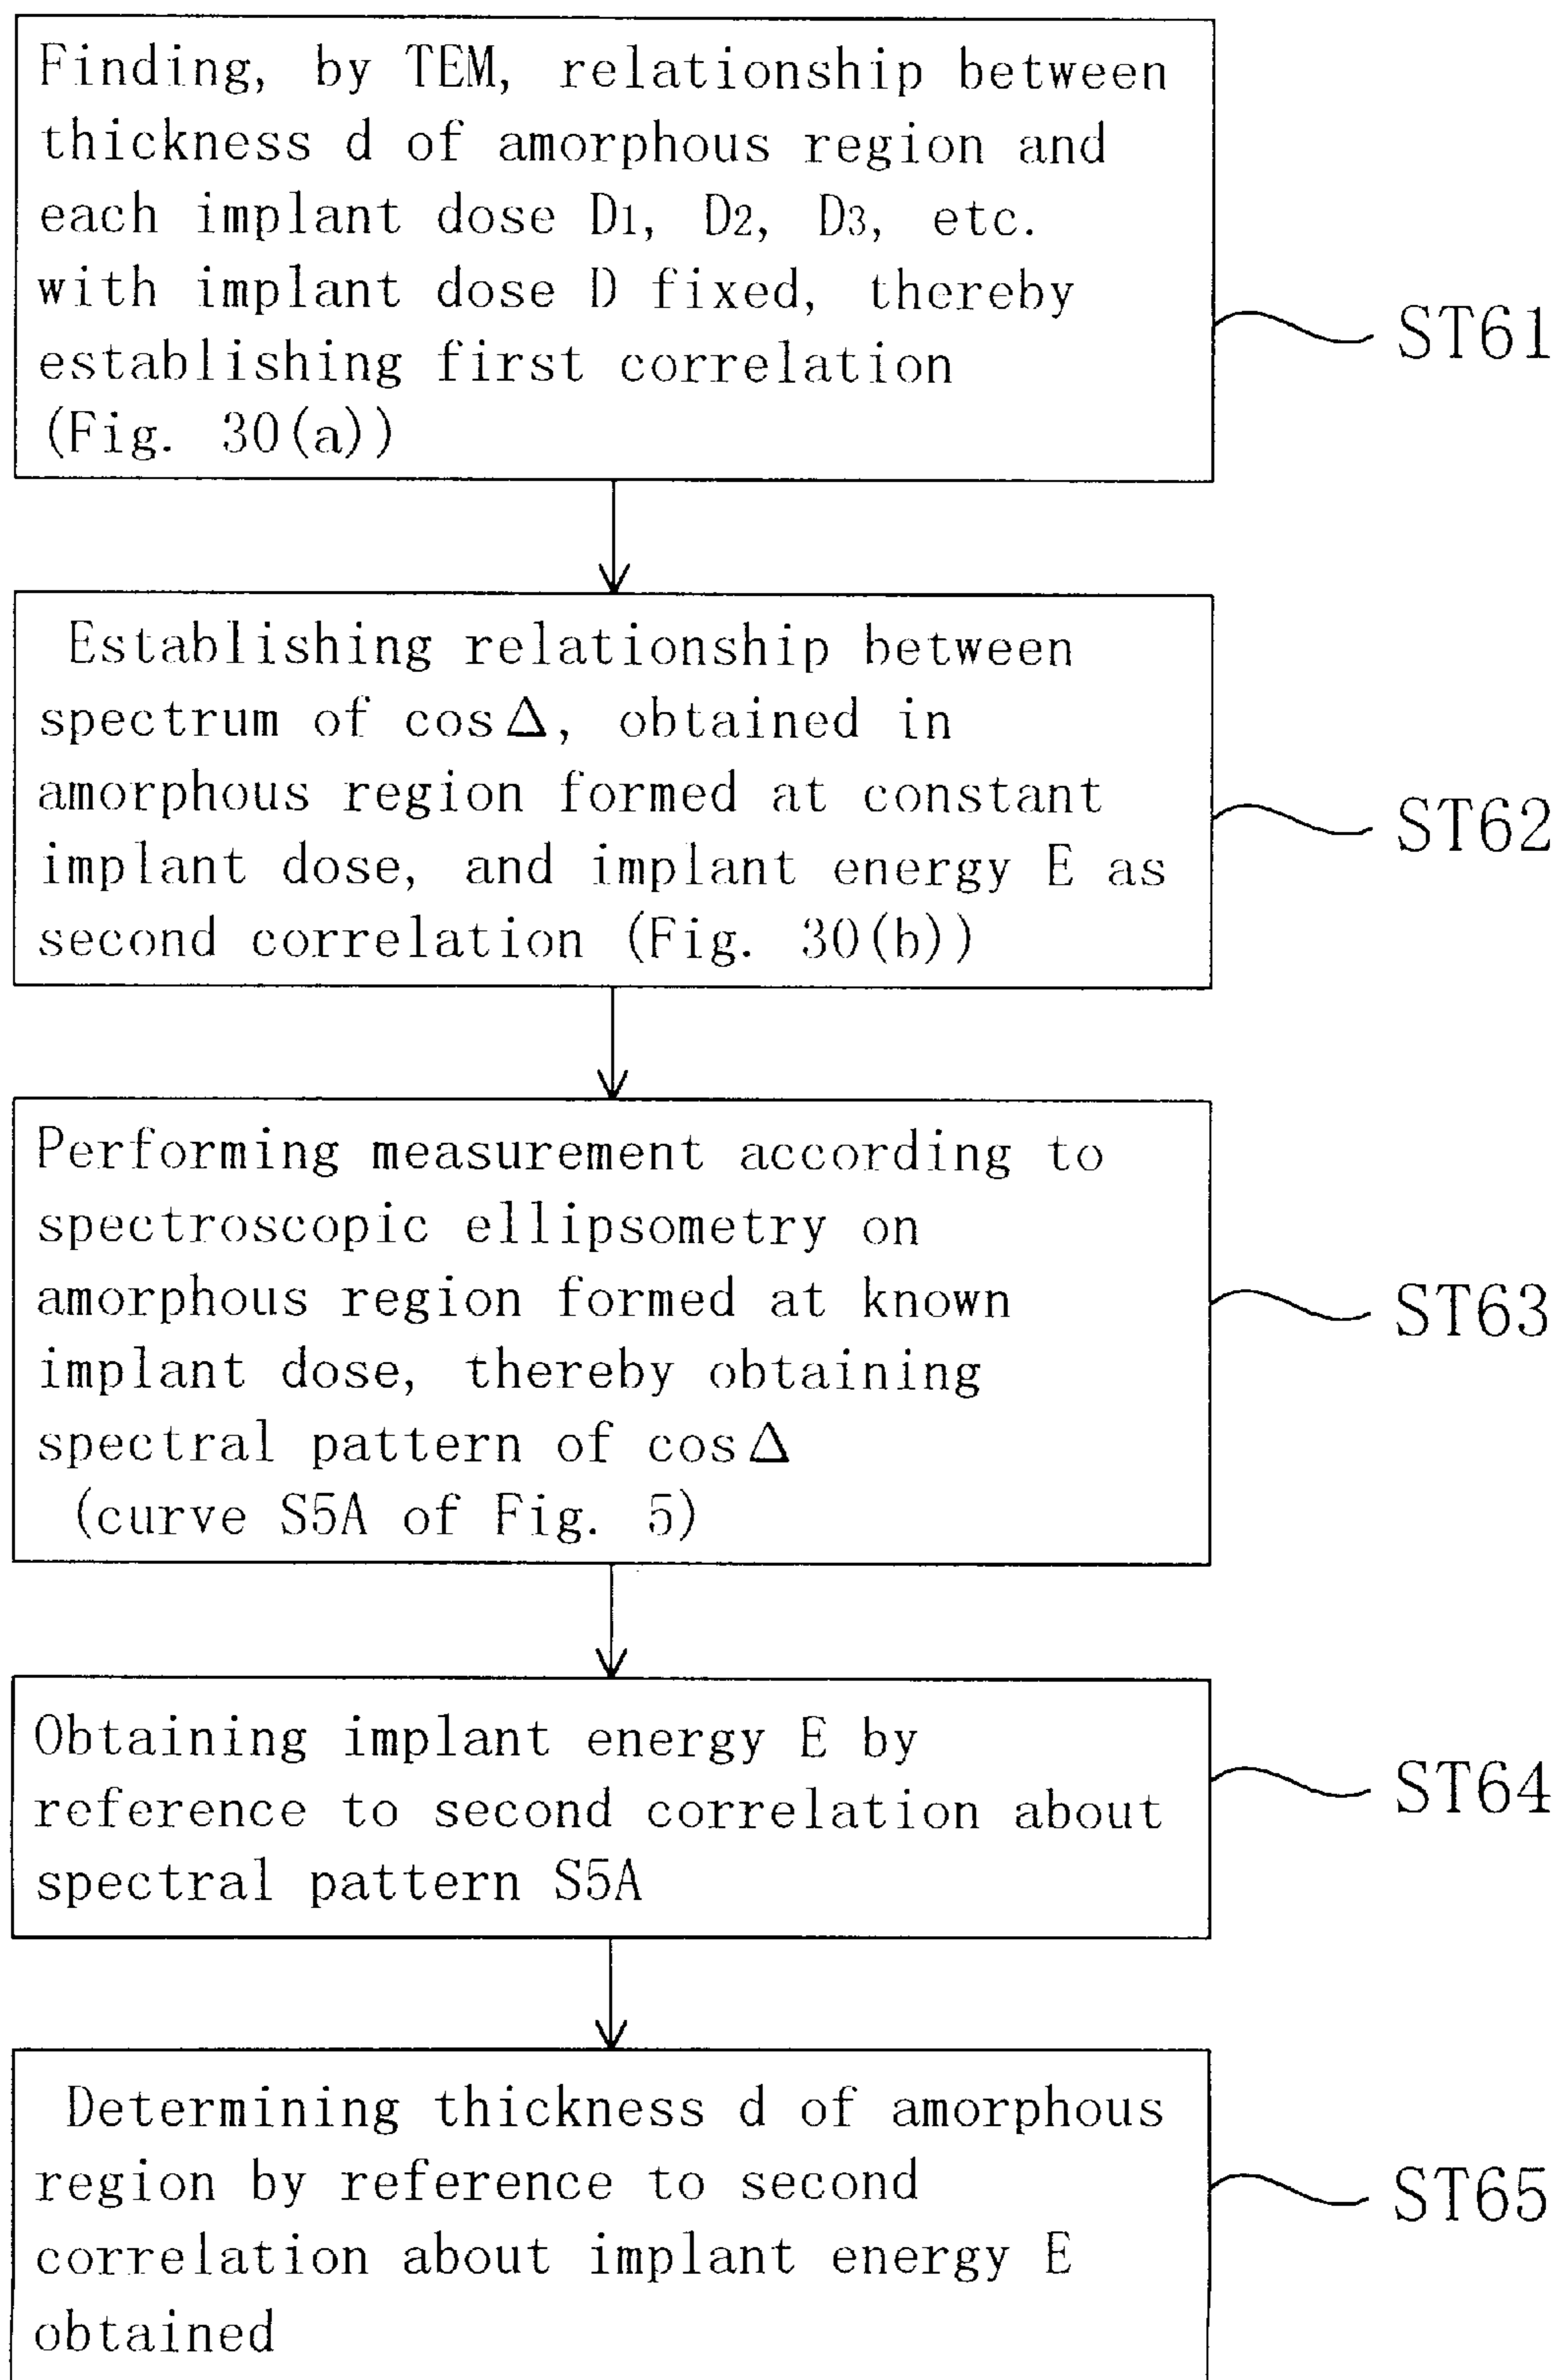 Finding, by TEM, relationship between
thickness d of amorphous region and
each implant dose D1, D2, D3, etc.
with implant dose D fixed, thereby
establishing first correlation
(Fig. 30(a))
ST61
Establishing relationship between
spectrum of cosΔ, obtained in
amorphous region formed at constant
implant dose, and implant energy E as
second correlation (Fig. 30(b))
ST62
Performing measurement according to
spectroscopic ellipsometry on
amorphous region formed at known
implant dose, thereby obtaining
spectral pattern of cosΔ
(curve S5A of Fig. 5)
ST63
Obtaining implant energy E by
reference to second correlation about
spectral pattern S5A
ST64
Determining thickness d of amorphous
region by reference to second
correlation about implant energy E
obtained
ST65